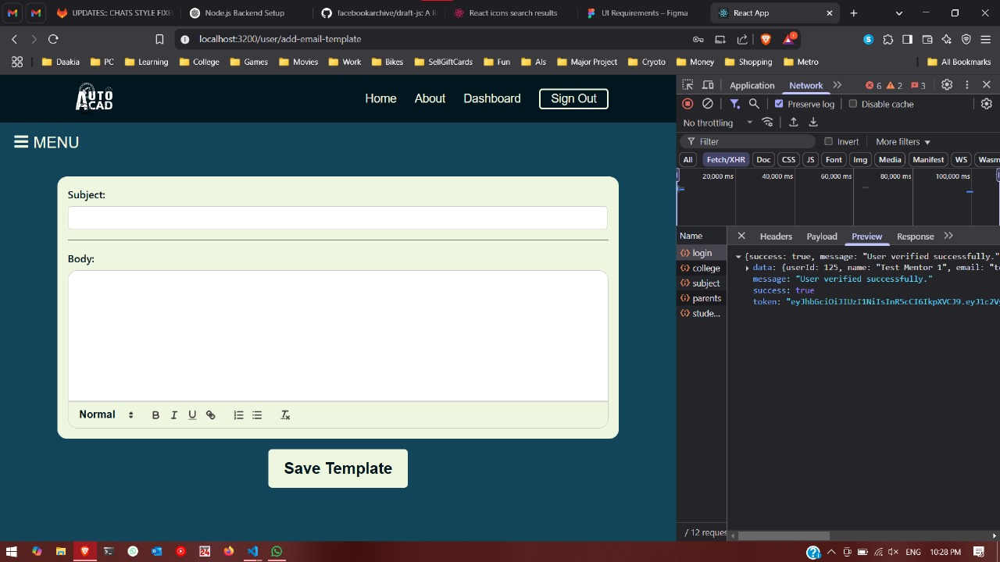 UPDATES:: CHATS STYLE FIXE
Node.js Backend Setup
facebookarchive/draft-js: A R
React icons search results
UI Requirements – Figma
React App
localhost:3200/user/add-email-template
1
Daakia
PC
Learning
College
Games
Movies
Work
Bikes
SellGiftCards
Fun
AIs
Major Project
Cryoto
Money
Shopping
Metro
All Bookmarks
AUTO
ACAD
Home
About
Dashboard
Sign Out
MENU
Subject:
Body:
Normal
Save Template
Application
Network
6
2
3
Preserve log
Disable cache
No throttling
Filter
Invert
More filters
All
Fetch/XHR
Doc
CSS
JS
Font
Img
Media
Manifest
WS
Wasm
20,000 ms
40,000 ms
60,000 ms
80,000 ms
100,000 ms
Name
Headers
Payload
Preview
Response
login
college
subject
parents
stude...
{success: true, message: "User verified successfully."
data: {userId: 125, name: "Test Mentor 1", email: "te
message: "User verified successfully."
success: true
/ 12 reques
24
ENG
10:28 PM